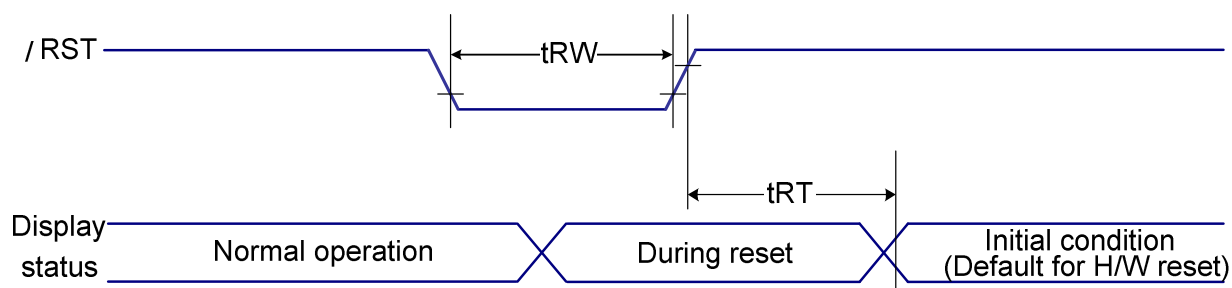 / RST
tRW
tRT
Display
status
Normal operation
During reset
Initial condition
(Default for H/W reset)